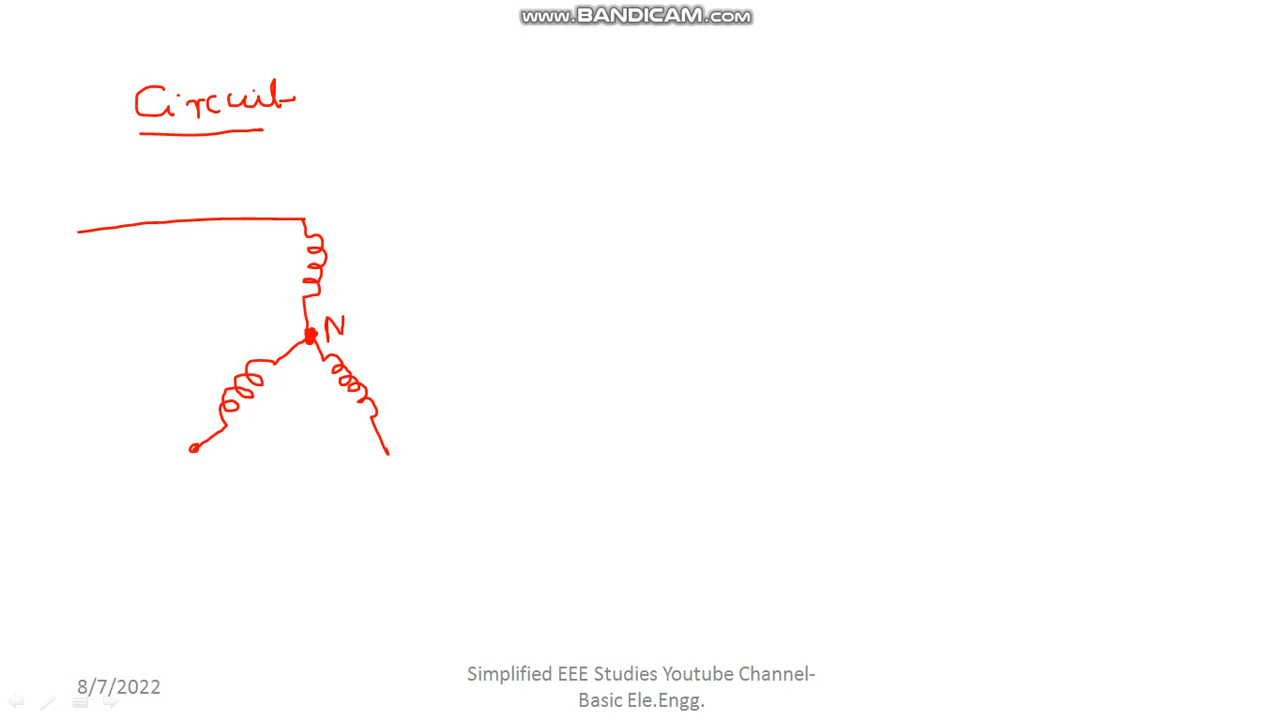 www.BANDICAM.com
Circuit
N
8/7/2022
Simplified EEE Studies Youtube Channel-
Basic Ele.Engg.